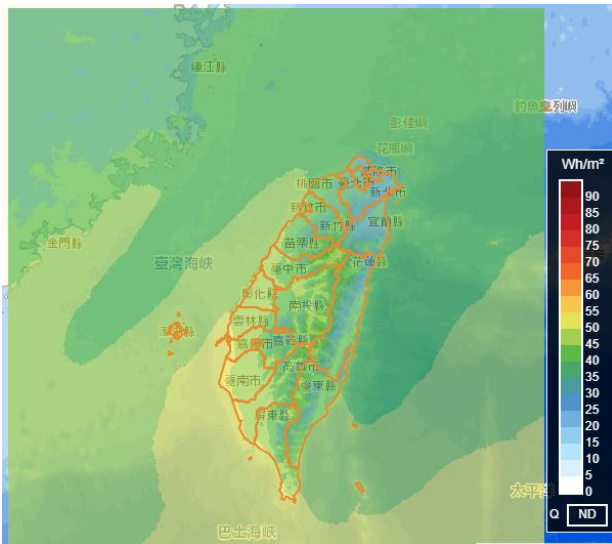 連江縣
釣魚臺列嶼
彭佳嶼
花瓶嶼
基隆市
臺北市
桃園市
新北市
新竹市
新竹縣
宜蘭縣
苗栗縣
金門縣
臺灣海峽
臺中市
花蓮縣
彰化縣
南投縣
雲林縣
澎湖縣
嘉義市
嘉義縣
高雄市
臺南市
臺東縣
屏東縣
太平洋
巴士海峽
Wh/m²
90
85
80
75
70
65
60
55
50
45
40
35
30
25
20
15
10
5
0
Q ND